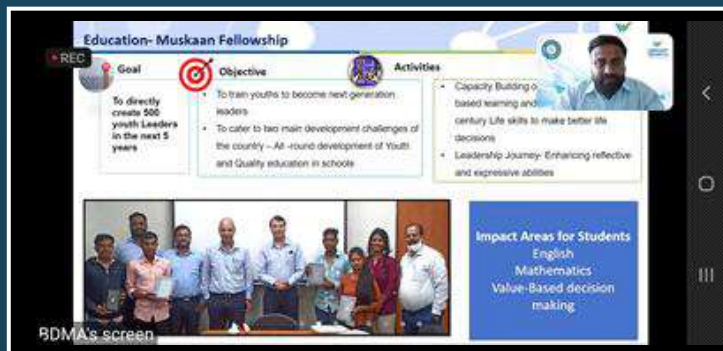 Education- Muskaan Fellowship
REC
Goal
To directly
create 500
youth Leaders
in the next 5
years
Objective
• To train youths to become next generation
leaders
• To cater to two main development challenges of
the country – All -round development of Youth
and Quality education in schools
Activities
• Capacity Building o
based learning and
century Life skills to make better life
decisions
• Leadership Journey- Enhancing reflective
and expressive abilities
Impact Areas for Students
English
Mathematics
Value-Based decision
making
BDMA's screen